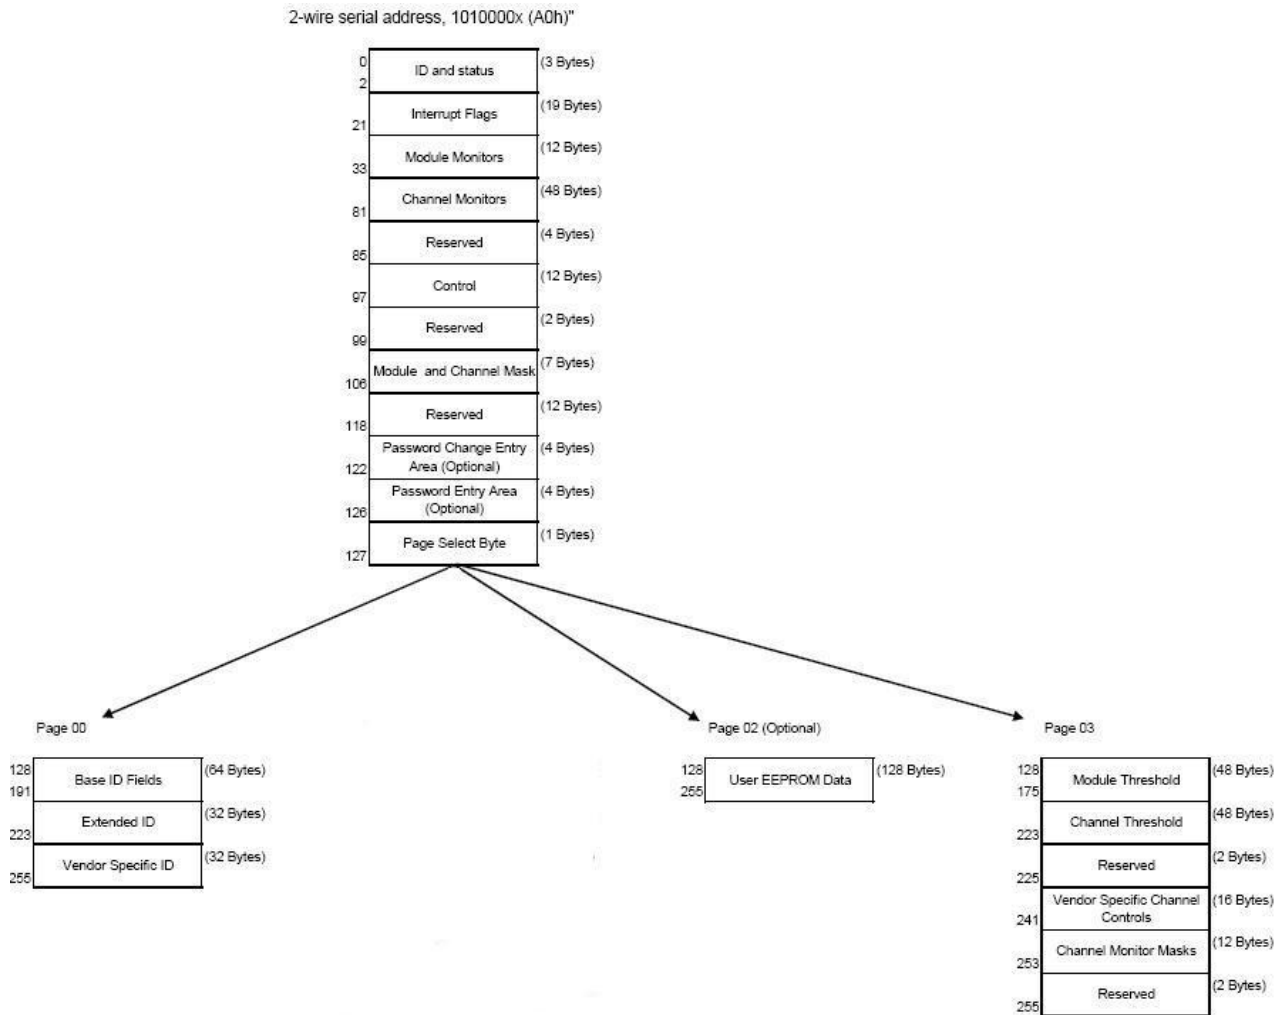 2-wire serial address, 1010000x (A0h)"
0
2
ID and status
(3 Bytes)
21
Interrupt Flags
(19 Bytes)
33
Module Monitors
(12 Bytes)
81
Channel Monitors
(48 Bytes)
85
Reserved
(4 Bytes)
97
Control
(12 Bytes)
99
Reserved
(2 Bytes)
106
Module and Channel Mask
(7 Bytes)
118
Reserved
(12 Bytes)
122
Password Change Entry
Area (Optional)
(4 Bytes)
126
Password Entry Area
(Optional)
(4 Bytes)
127
Page Select Byte
(1 Bytes)
Page 00
128
191
Base ID Fields
(64 Bytes)
223
Extended ID
(32 Bytes)
255
Vendor Specific ID
(32 Bytes)
Page 02 (Optional)
128
255
User EEPROM Data
(128 Bytes)
Page 03
128
175
Module Threshold
(48 Bytes)
223
Channel Threshold
(48 Bytes)
225
Reserved
(2 Bytes)
241
Vendor Specific Channel
Controls
(16 Bytes)
253
Channel Monitor Masks
(12 Bytes)
255
Reserved
(2 Bytes)